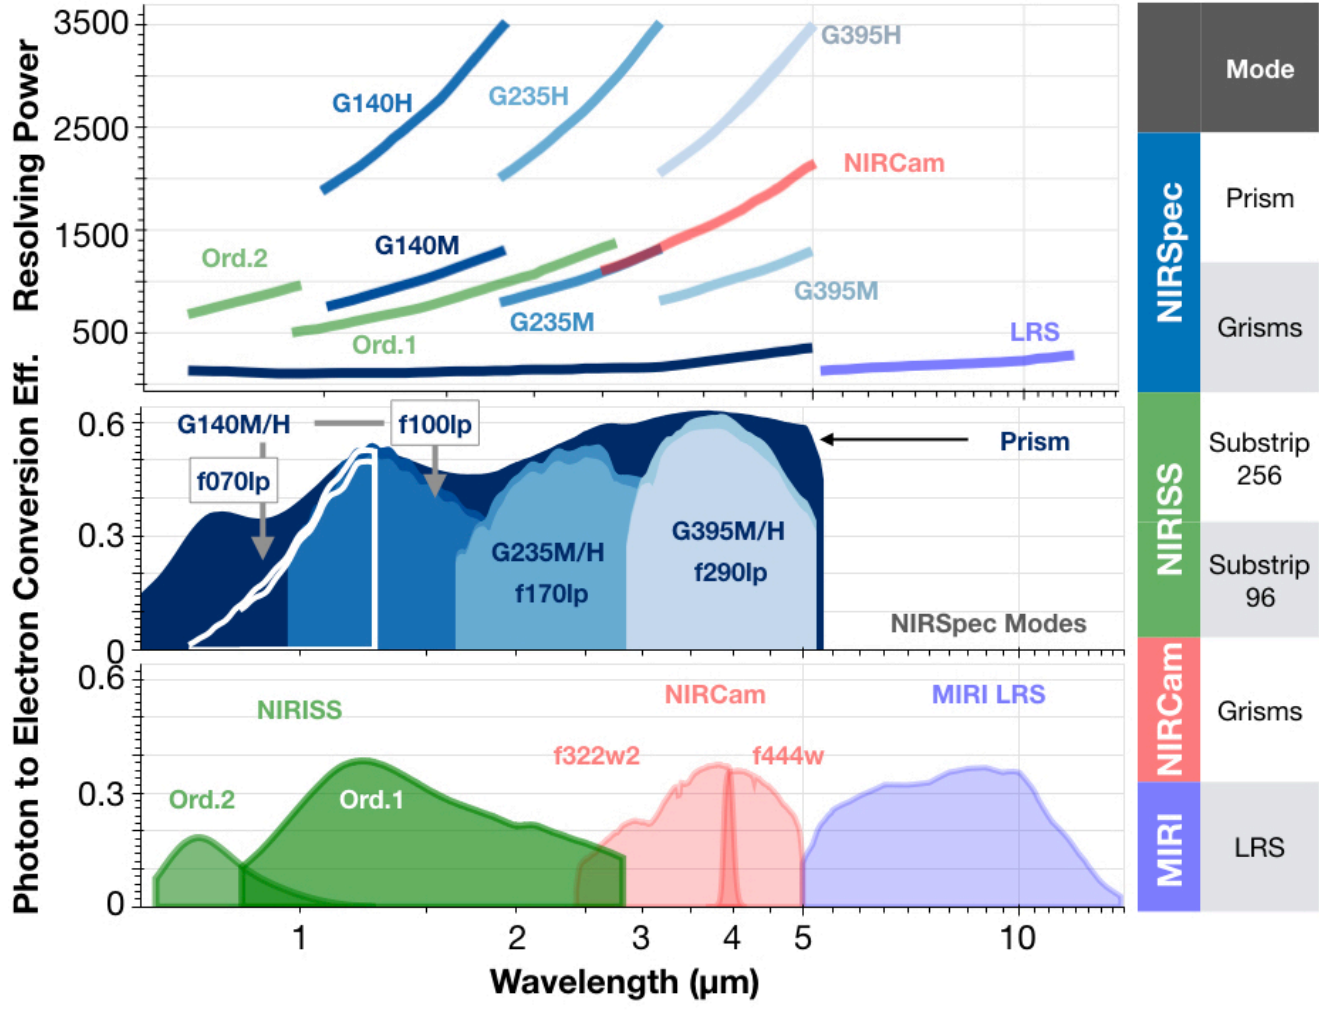 Resolving Power
3500
2500
1500
500
G140H
G235H
G395H
NIRCam
Ord.2
G140M
G395M
G235M
Ord.1
LRS
Photon to Electron Conversion Eff.
0.6
0.3
0
G140M/H
f100lp
f070lp
Prism
G235M/H
f170lp
G395M/H
f290lp
NIRSpec Modes
0.6
0.3
0
NIRISS
NIRCam
MIRI LRS
f322w2
f444w
Ord.2
Ord.1
1
2
3
4
5
10
Wavelength (μm)
Mode
NIRSpec
Prism
Grisms
NIRISS
Substrip
256
Substrip
96
NIRCam
Grisms
MIRI
LRS